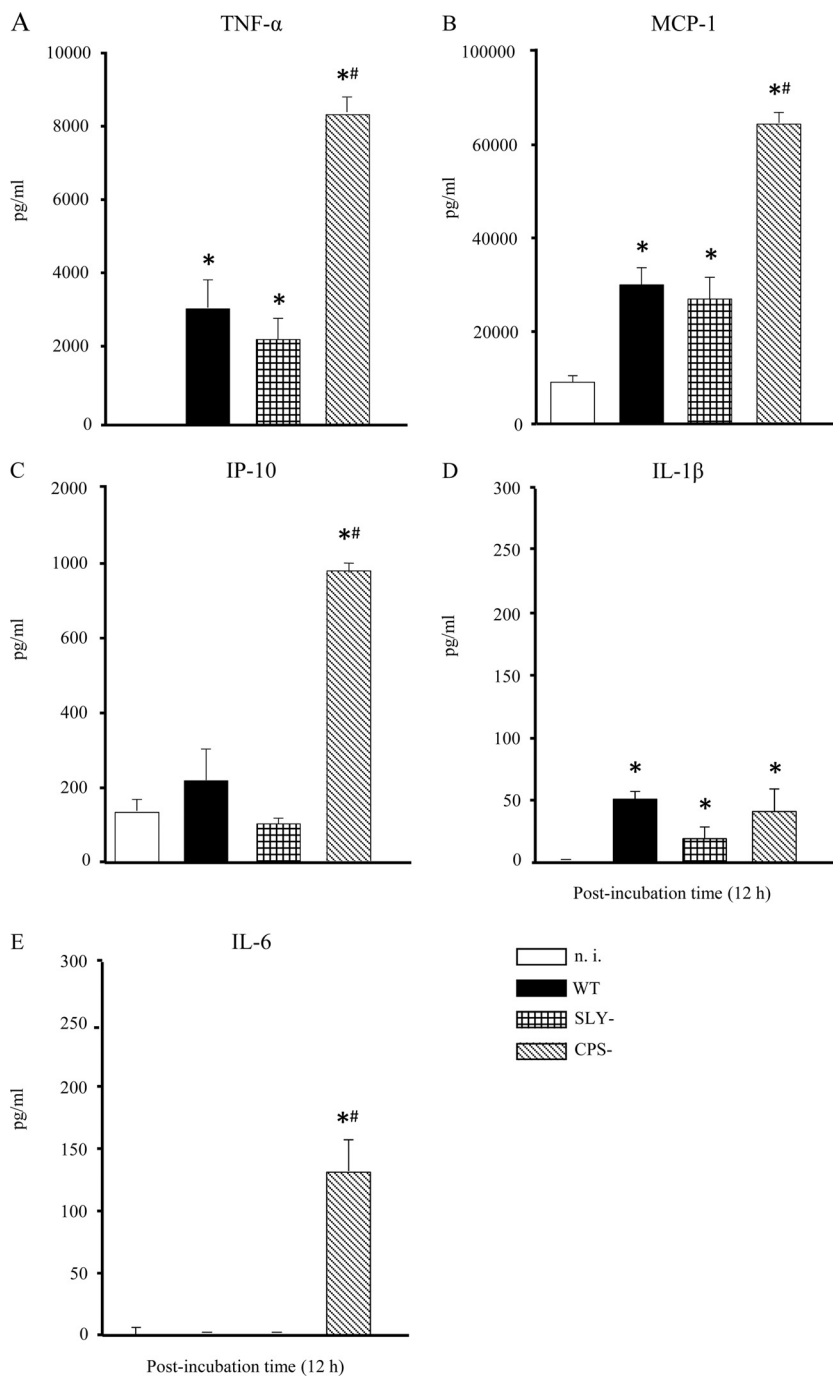 A
TNF-α
10000
8000
6000
4000
2000
0
pg/ml
*
*
*#
B
MCP-1
100000
60000
40000
20000
0
pg/ml
*
*
*#
C
IP-10
2000
1000
600
400
200
0
pg/ml
*#
D
IL-1β
300
250
200
150
100
50
0
pg/ml
*
*
*
Post-incubation time (12 h)
E
IL-6
300
250
200
150
100
50
0
pg/ml
*#
Post-incubation time (12 h)
n. i.
WT
SLY-
CPS-